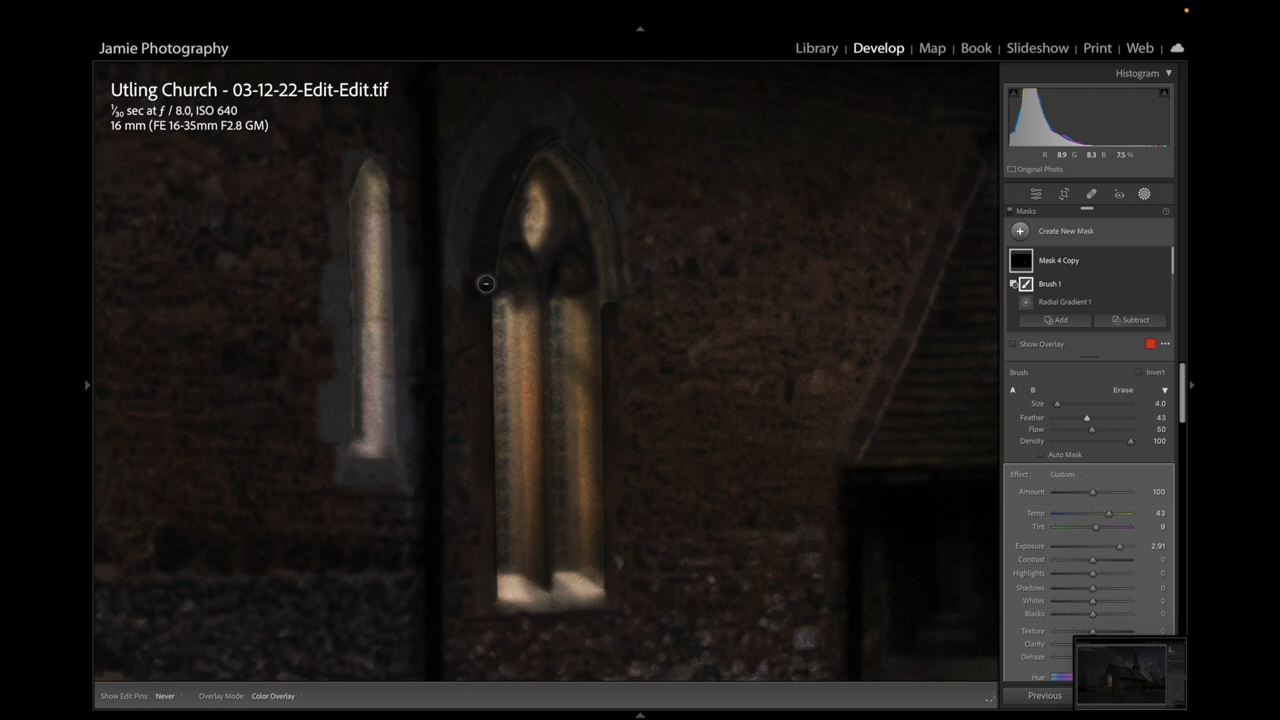 Jamie Photography
Library | Develop | Map | Book | Slideshow | Print | Web
Utling Church - 03-12-22-Edit-Edit.tif
1/30 sec at ƒ / 8.0, ISO 640
16 mm (FE 16-35mm F2.8 GM)
Histogram
R 8.9 G 8.3 B 7.5 %
Original Photo
Masks
Create New Mask
Mask 4 Copy
Brush 1
Radial Gradient 1
Add Subtract
Show Overlay
Brush Invert
A B Erase
Size 4.0
Feather 43
Flow 50
Density 100
Auto Mask
Effect: Custom
Amount 100
Temp 43
Tint 9
Exposure 2.91
Contrast 0
Highlights 0
Shadows 0
Whites 0
Blacks 0
Texture 0
Clarity
Dehaze
Hue
Show Edit Pins: Never Overlay Mode: Color Overlay
Previous